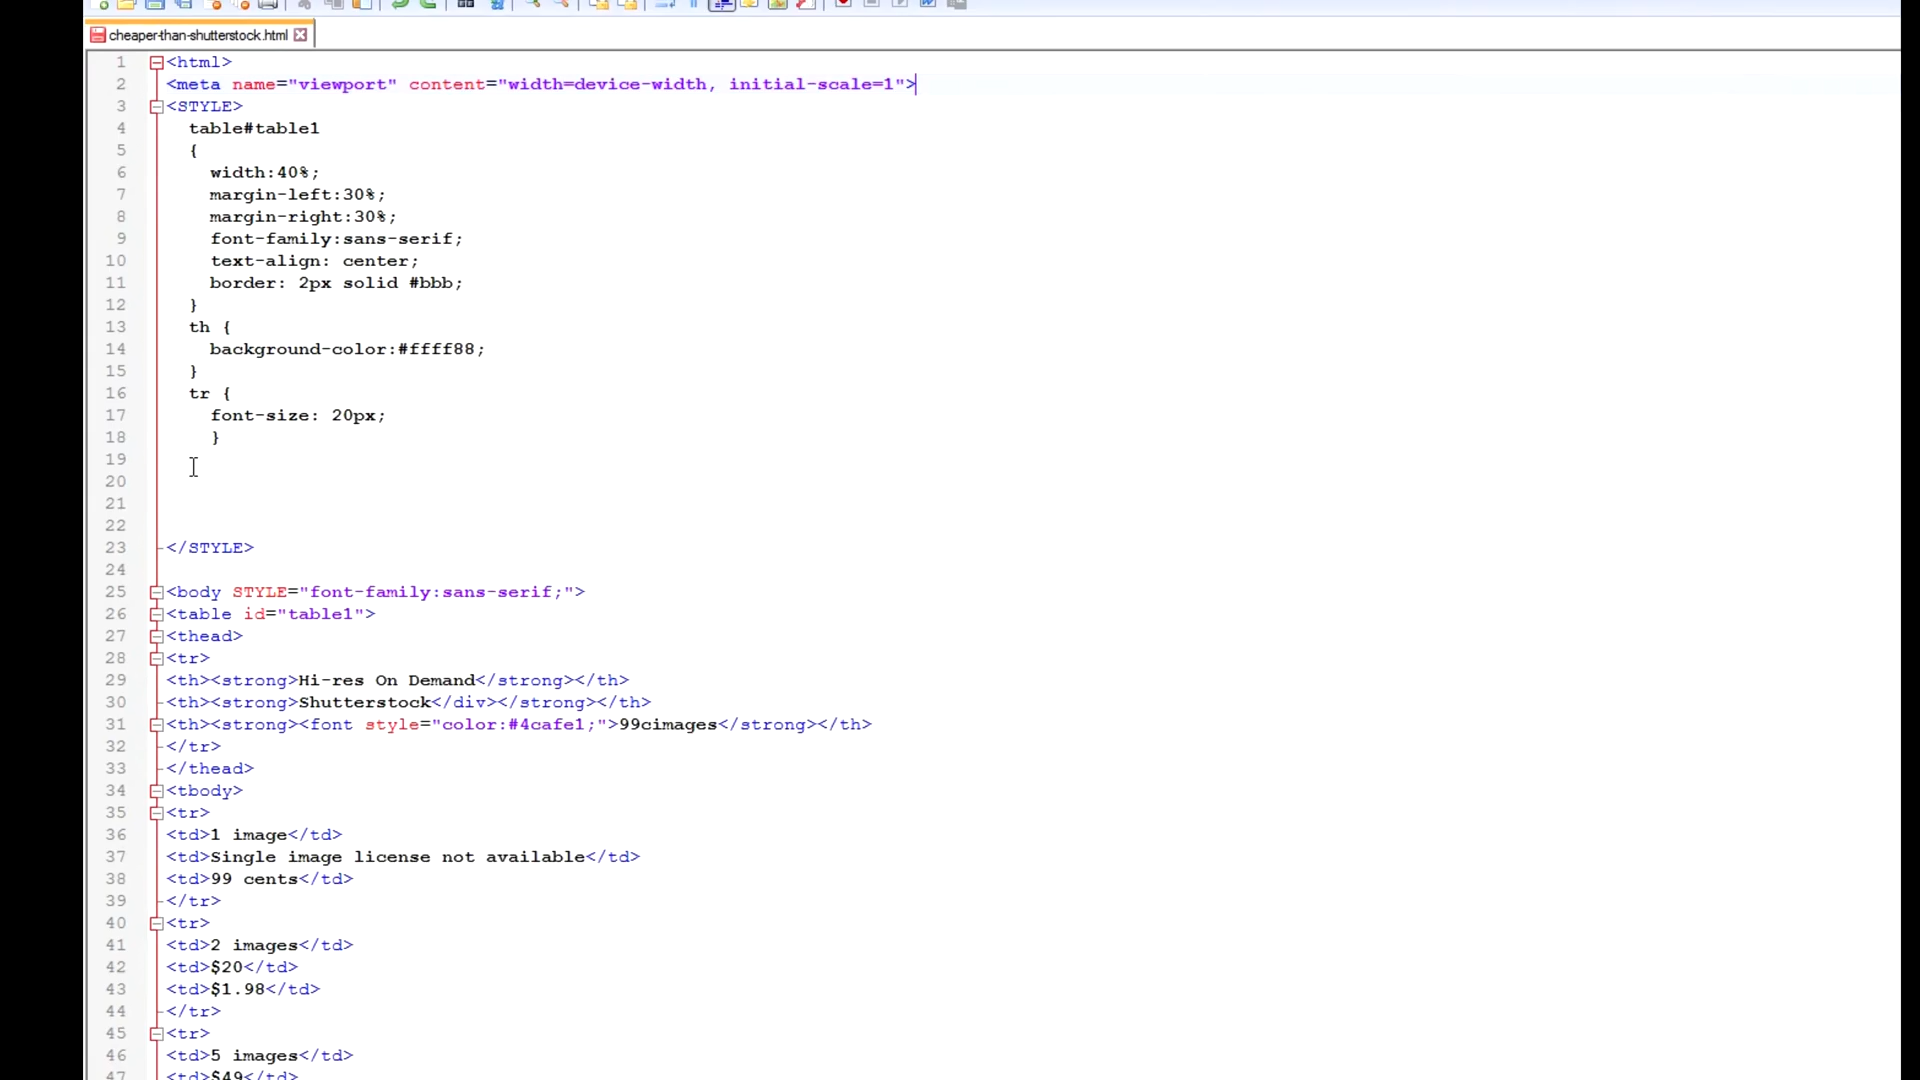 cheaper-than-shutterstock.html
1 <html>
2 <meta name="viewport" content="width=device-width, initial-scale=1">
3 <STYLE>
4 table#table1
5 {
6 width:40%;
7 margin-left:30%;
8 margin-right:30%;
9 font-family:sans-serif;
10 text-align: center;
11 border: 2px solid #bbb;
12 }
13 th {
14 background-color:#ffff88;
15 }
16 tr {
17 font-size: 20px;
18 }
19
20
21
22
23 </STYLE>
24
25 <body STYLE="font-family:sans-serif;">
26 <table id="table1">
27 <thead>
28 <tr>
29 <th><strong>Hi-res On Demand</strong></th>
30 <th><strong>Shutterstock</div></strong></th>
31 <th><strong><font style="color:#4cafe1;">99cimages</strong></th>
32 </tr>
33 </thead>
34 <tbody>
35 <tr>
36 <td>1 image</td>
37 <td>Single image license not available</td>
38 <td>99 cents</td>
39 </tr>
40 <tr>
41 <td>2 images</td>
42 <td>$20</td>
43 <td>$1.98</td>
44 </tr>
45 <tr>
46 <td>5 images</td>
47 <td>$49</td>